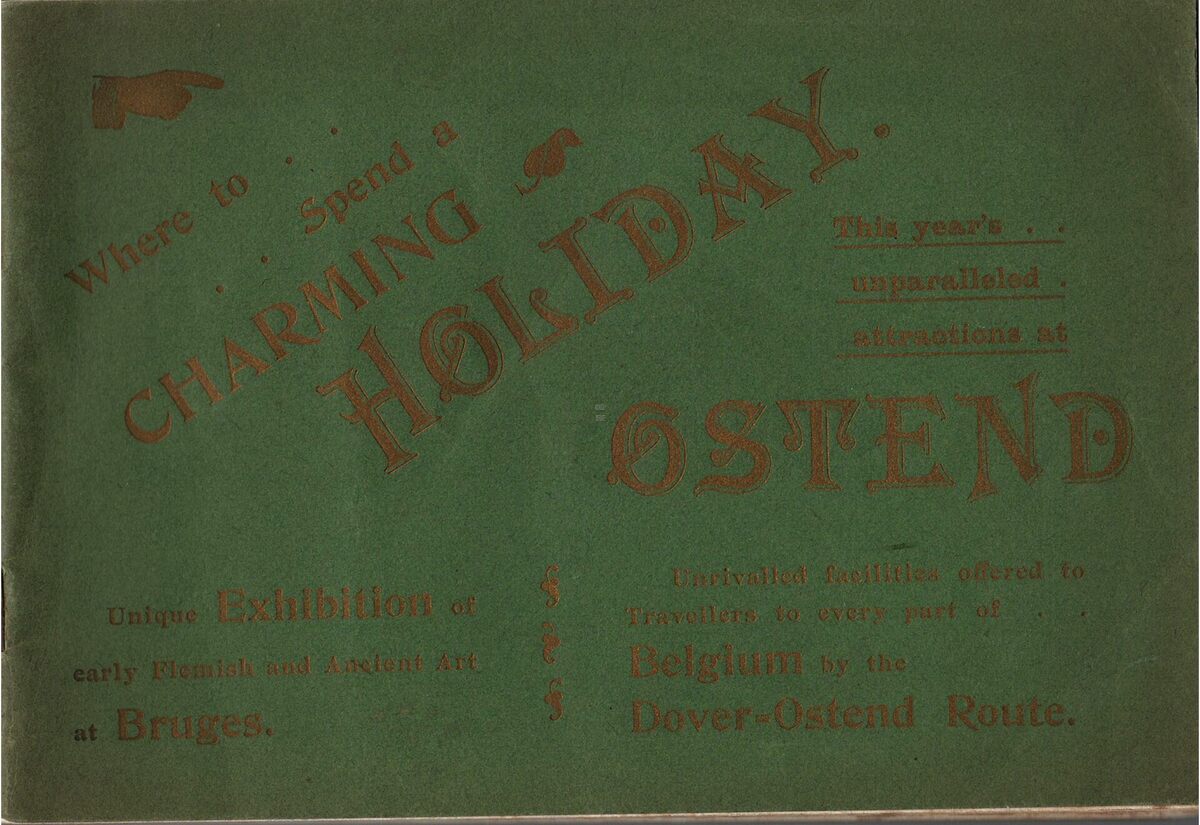 Where to . .
. . Spend a
CHARMING
HOLIDAY.
This year's . .
unparalleled .
attractions at
OSTEND
Unique Exhibition of
early Flemish and Ancient Art
at Bruges.
Unrivalled facilities offered to
Travellers to every part of . .
Belgium by the
Dover=Ostend Route.